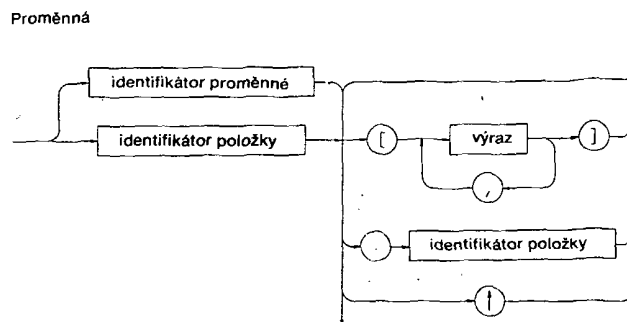 Proměnná
identifikátor proměnné
identifikátor položky
[
výraz
]
,
.
identifikátor položky
↑